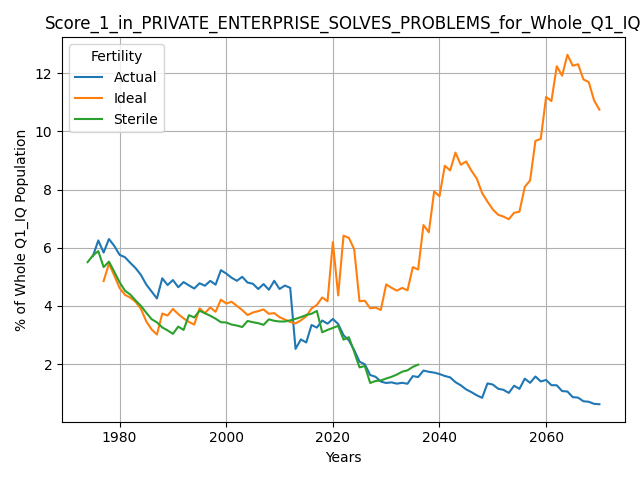 Score_1_in_PRIVATE_ENTERPRISE_SOLVES_PROBLEMS_for_Whole_Q1_IQ
Fertility
Actual
Ideal
Sterile
% of Whole Q1_IQ Population
12
10
8
6
4
2
1980 2000 2020 2040 2060
Years